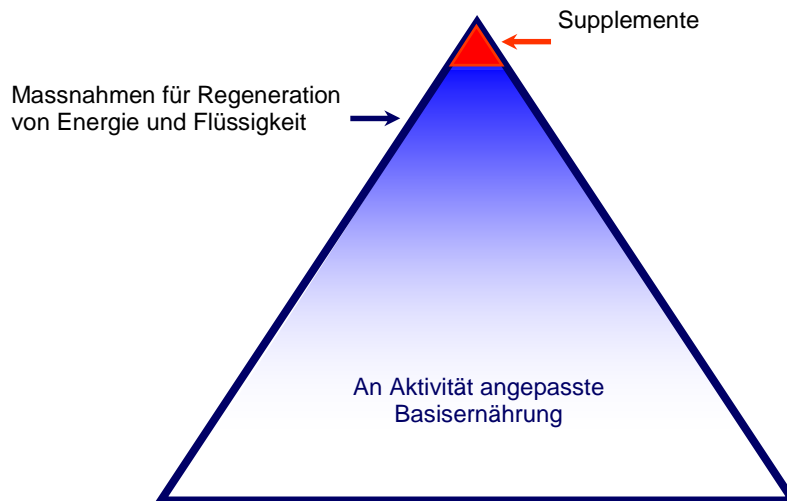 Supplemente
Massnahmen für Regeneration
von Energie und Flüssigkeit
An Aktivität angepasste
Basisernährung